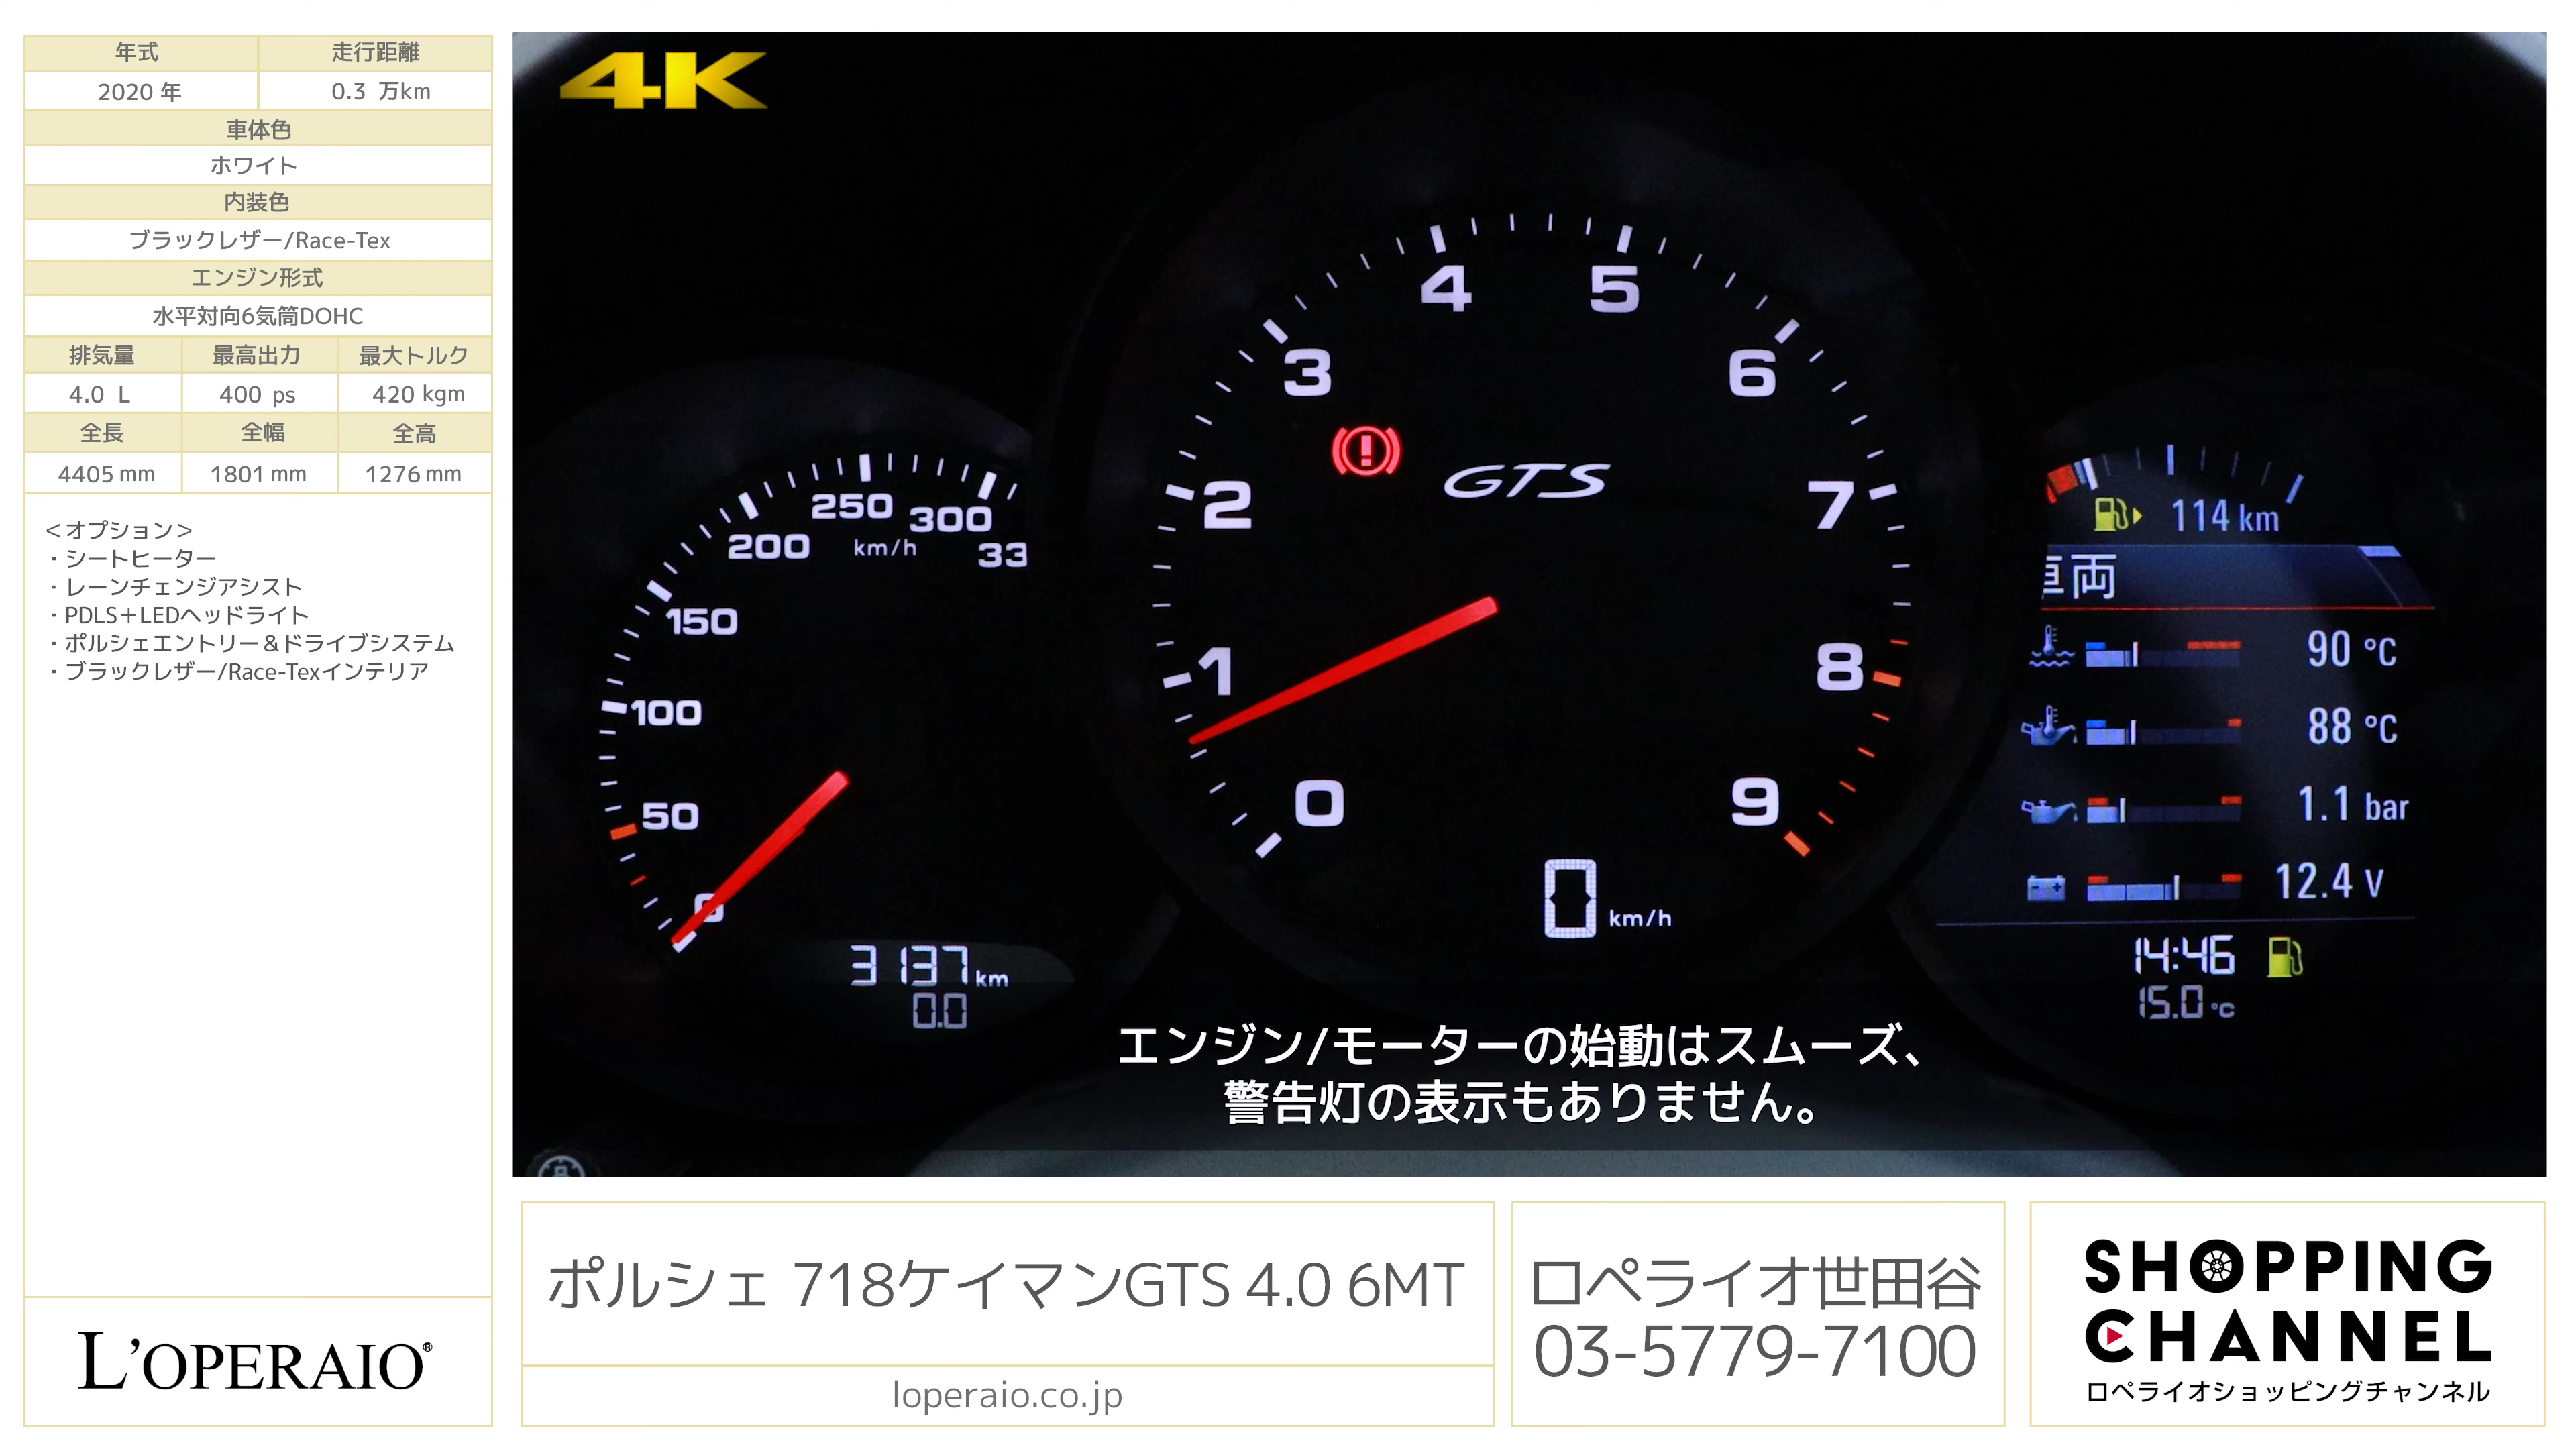 年式 走行距離
2020 年 0.3 万km
車体色
ホワイト
内装色
ブラックレザー/Race-Tex
エンジン形式
水平対向6気筒DOHC
排気量 最高出力 最大トルク
4.0 L 400 ps 420 kgm
全長 全幅 全高
4405 mm 1801 mm 1276 mm
＜オプション＞
・シートヒーター
・レーンチェンジアシスト
・PDLS＋LEDヘッドライト
・ポルシェエントリー＆ドライブシステム
・ブラックレザー/Race-Texインテリア
L'OPERAIO®
4K
0
50
100
150
200
250
300
33
km/h
3137 km
0.0
0
1
2
3
4
5
6
7
8
9
GTS
0 km/h
114 km
車両
90 °C
88 °C
1.1 bar
12.4 V
14:46
15.0 °C
エンジン/モーターの始動はスムーズ、
警告灯の表示もありません。
ポルシェ 718ケイマンGTS 4.0 6MT
loperaio.co.jp
ロペライオ世田谷
03-5779-7100
SHOPPING
CHANNEL
ロペライオショッピングチャンネル